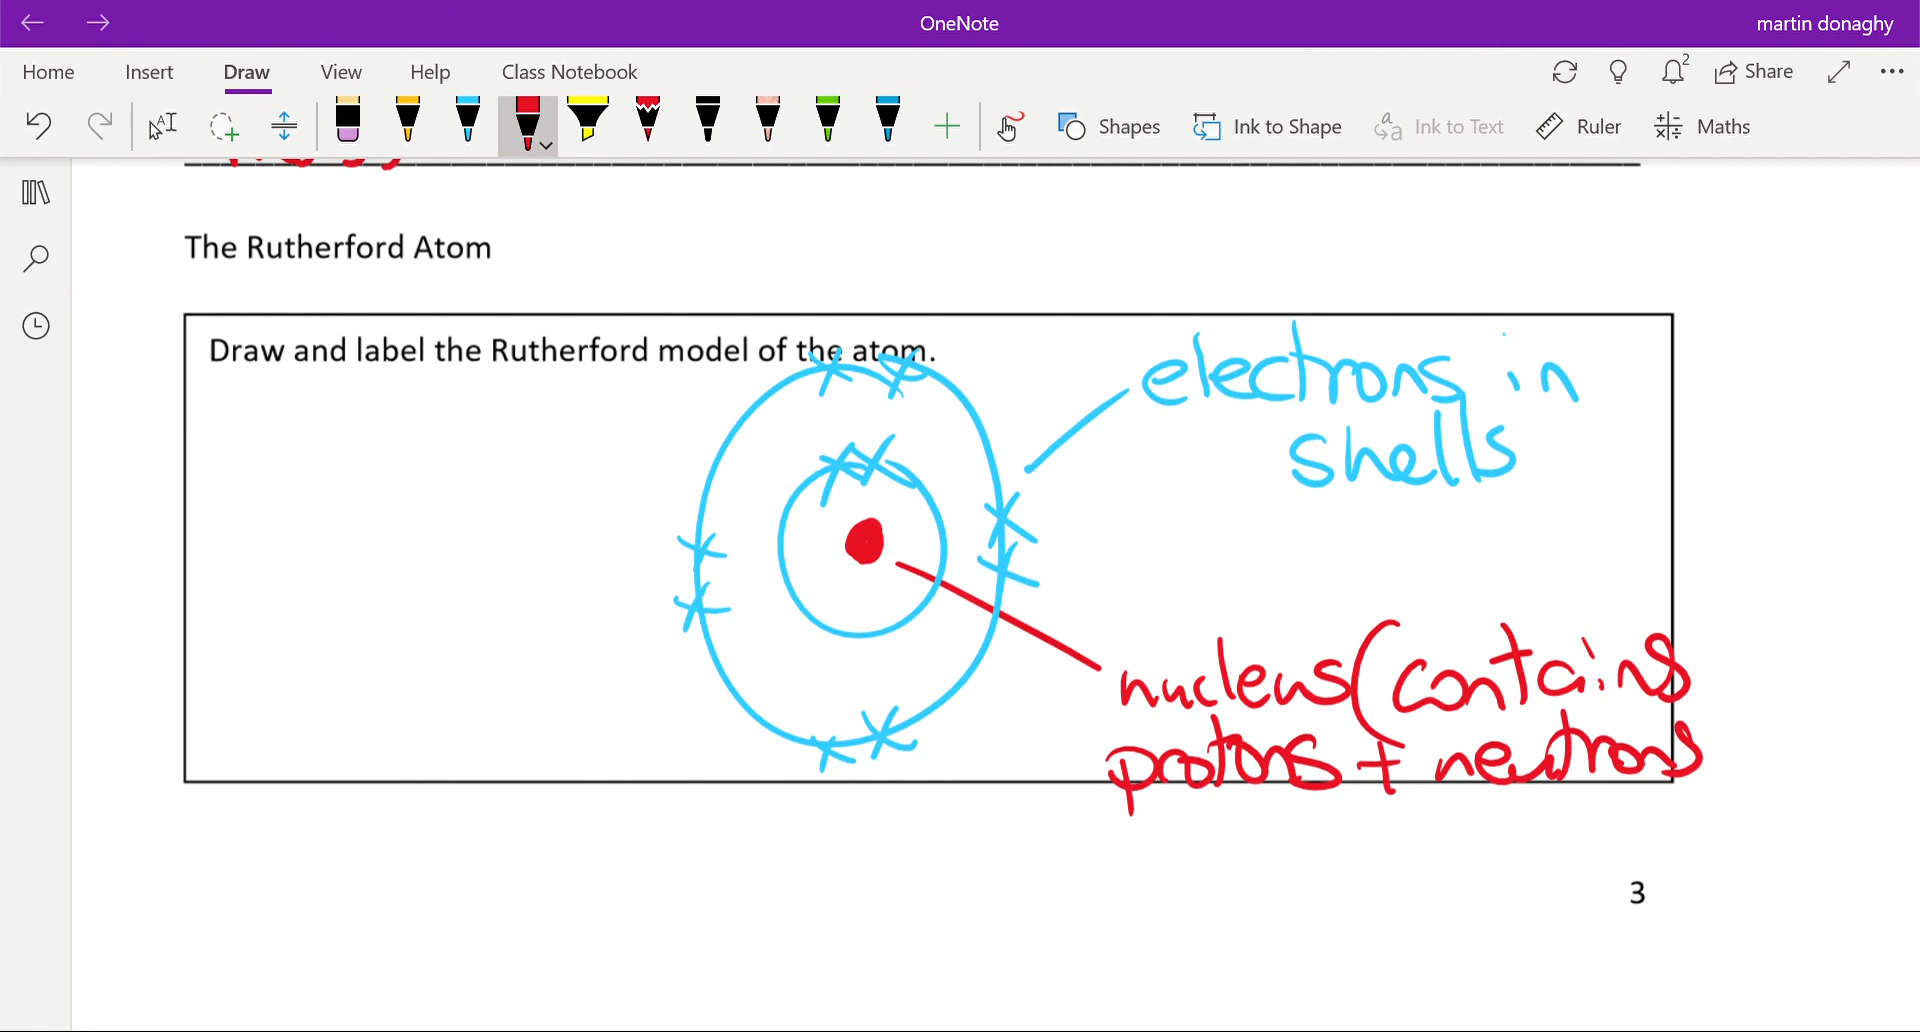 OneNote
martin donaghy
Home Insert Draw View Help Class Notebook
2
Share
Shapes Ink to Shape Ink to Text Ruler Maths
The Rutherford Atom
Draw and label the Rutherford model of the atom.
electrons in
shells
nucleus (contains
protons + neutrons
3